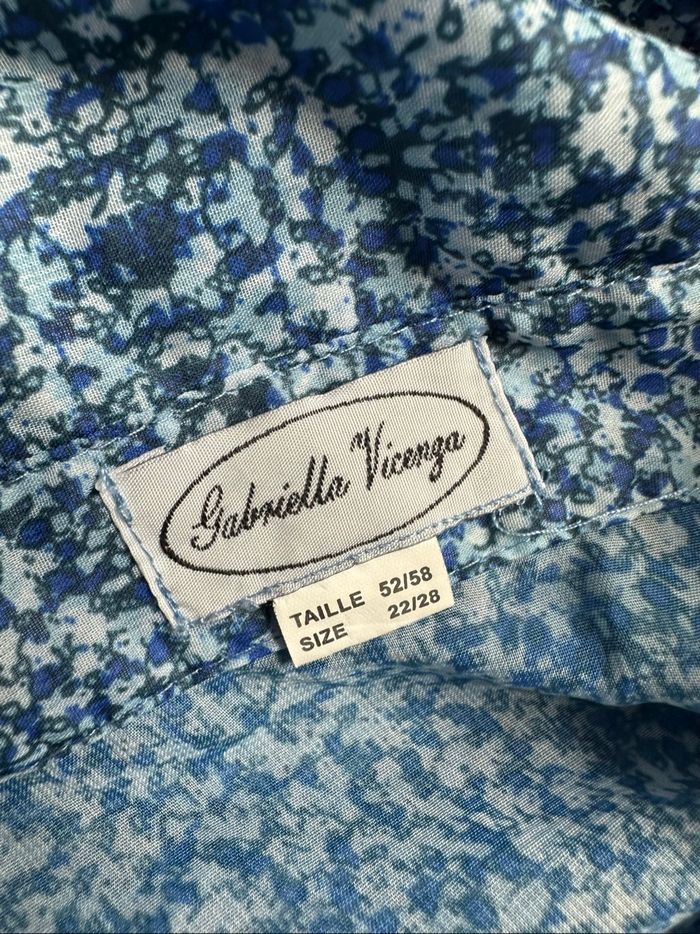 Gabriella Vicenza
TAILLE 52/58
SIZE 22/28